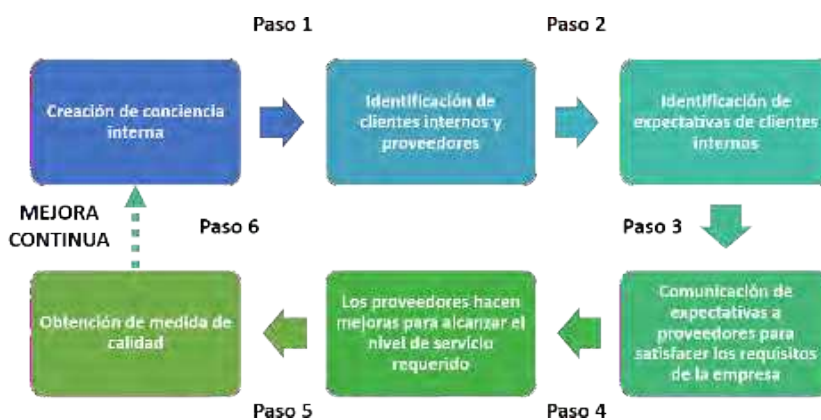 Paso 1
Paso 2
Creación de conciencia
interna
Identificación de
clientes internos y
proveedores
Identificación de
expectativas de clientes
internos
MEJORA
CONTINUA
Paso 6
Paso 3
Obtención de medida de
calidad
Los proveedores hacen
mejoras para alcanzar el
nivel de servicio
requerido
Comunicación de
expectativas a
proveedores para
satisfacer los requisitos
de la empresa
Paso 5
Paso 4